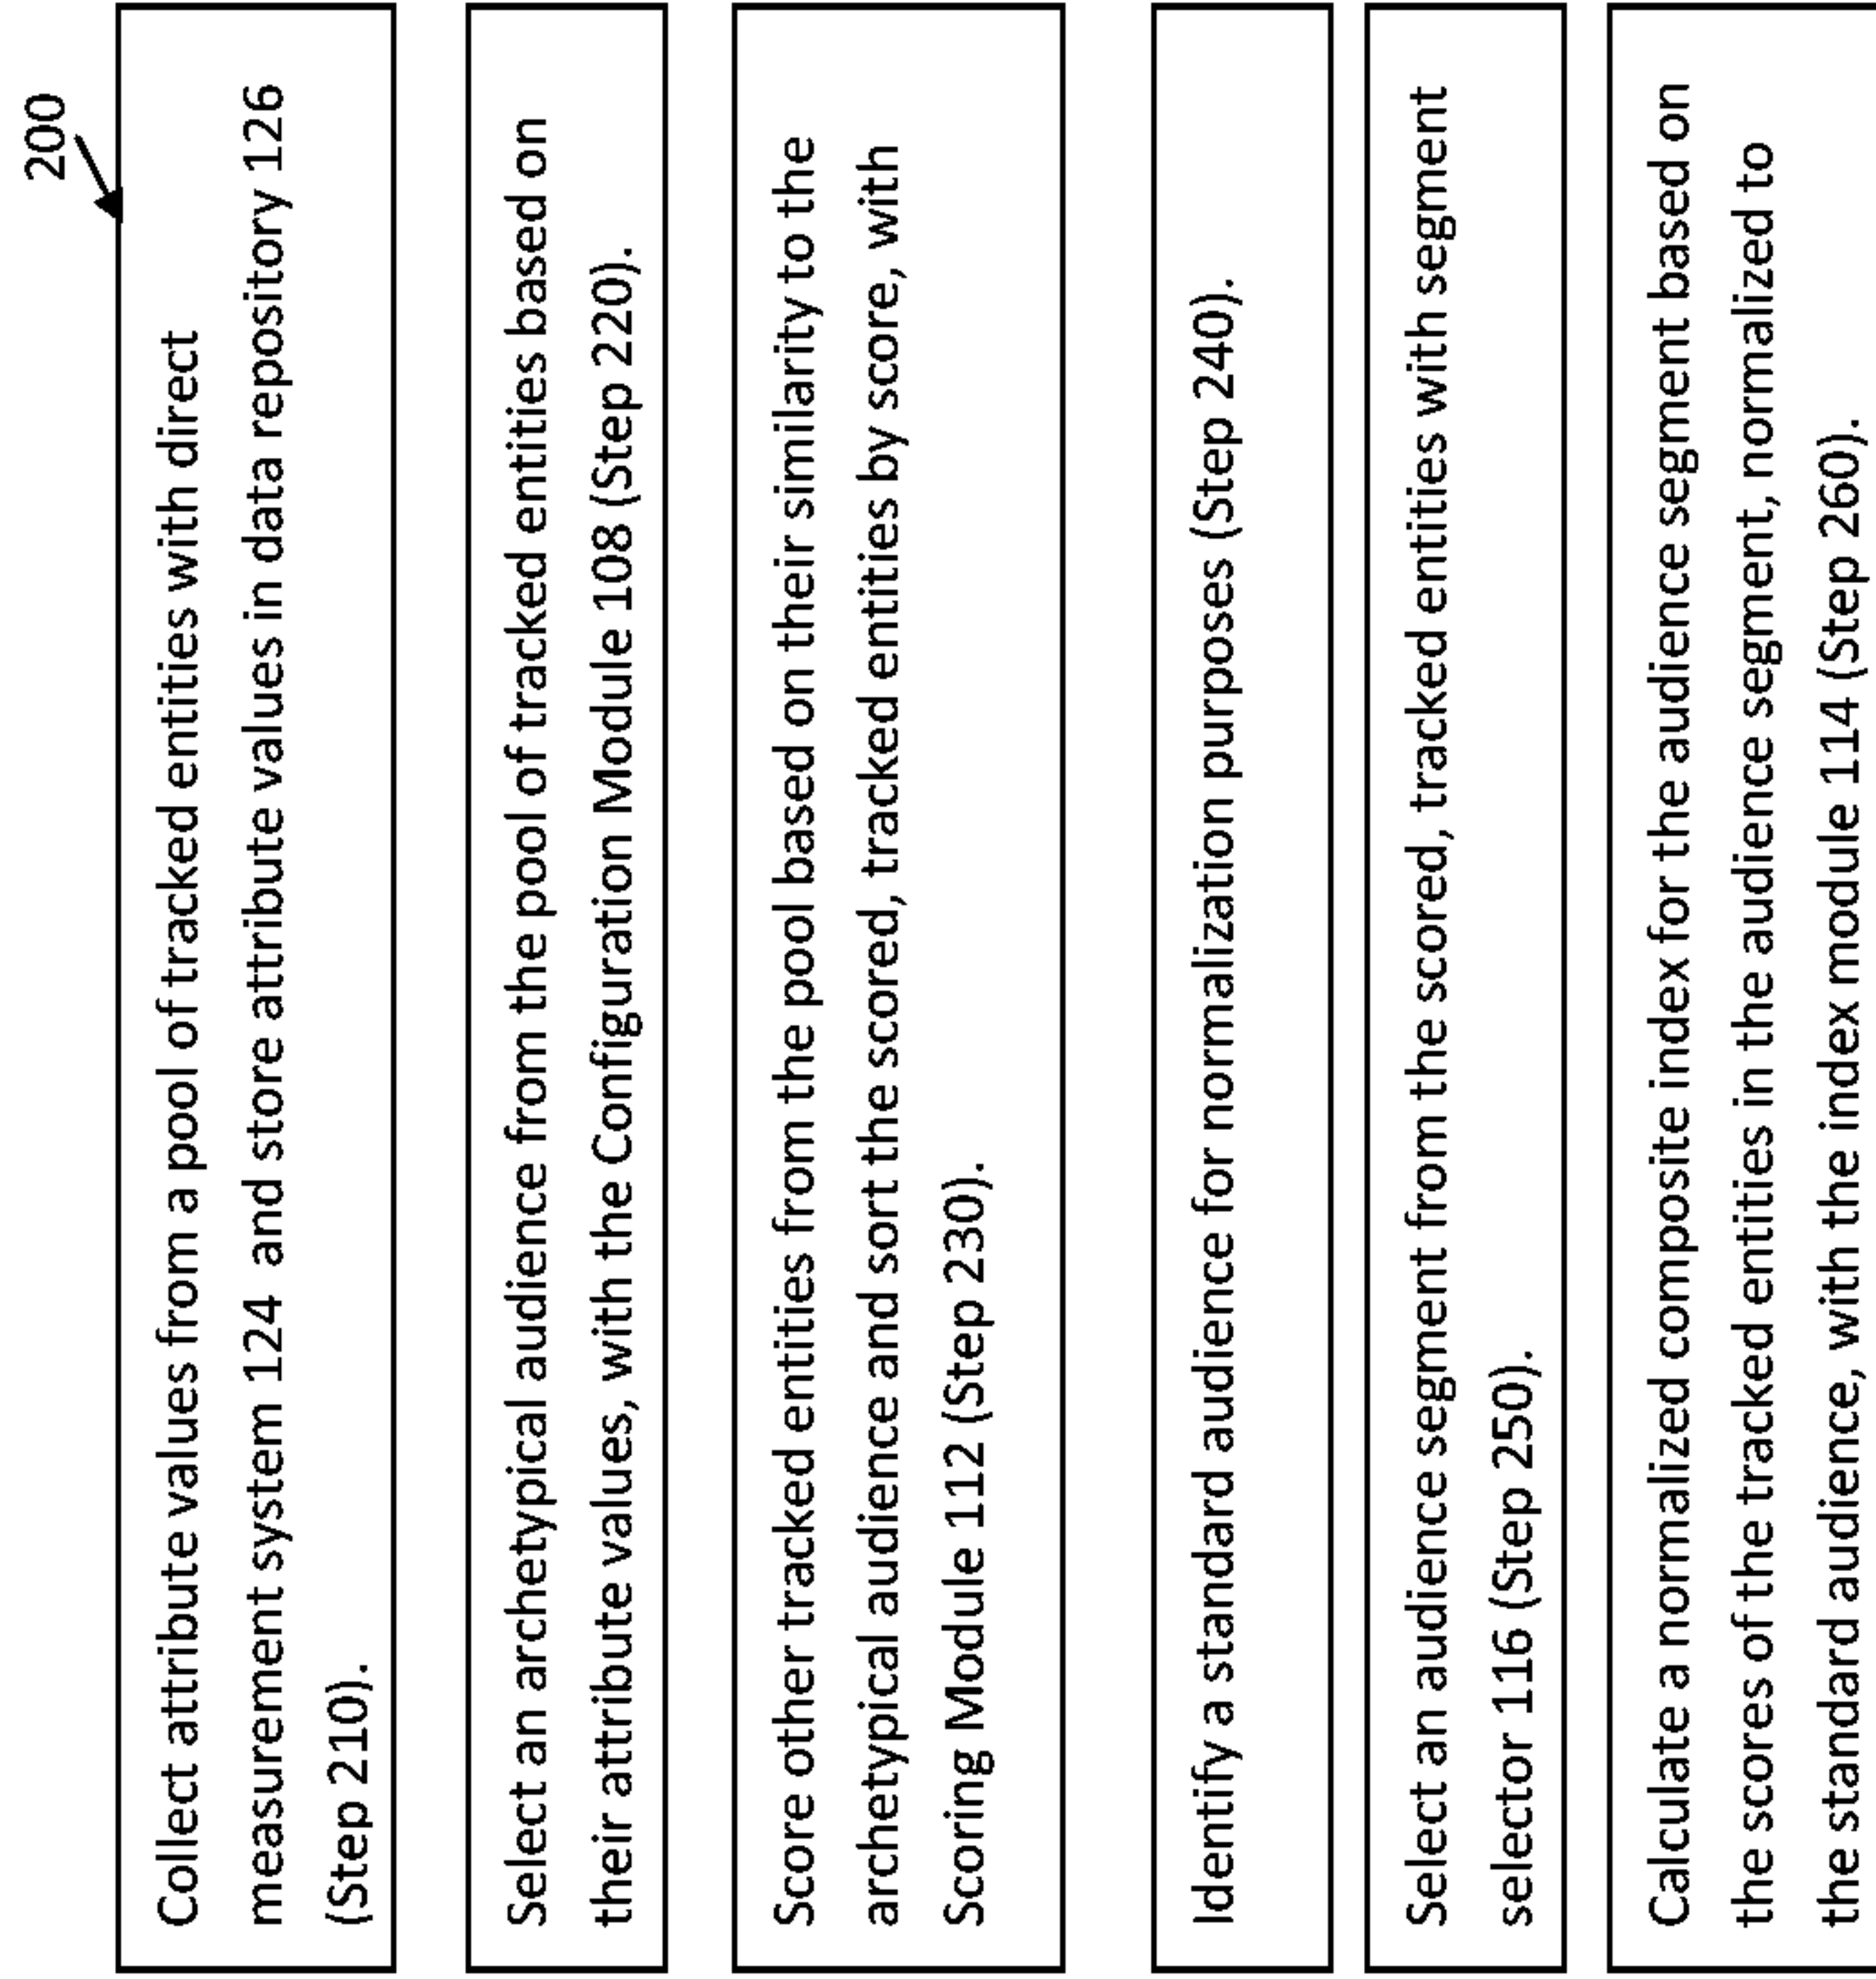 200
Collect attribute values from a pool of tracked entities with direct
measurement system 124 and store attribute values in data repository 126
(Step 210).
Select an archetypical audience from the pool of tracked entities based on
their attribute values, with the Configuration Module 108 (Step 220).
Score other tracked entities from the pool based on their similarity to the
archetypical audience and sort the scored, tracked entities by score, with
Scoring Module 112 (Step 230).
Identify a standard audience for normalization purposes (Step 240).
Select an audience segment from the scored, tracked entities with segment
selector 116 (Step 250).
Calculate a normalized composite index for the audience segment based on
the scores of the tracked entities in the audience segment, normalized to
the standard audience, with the index module 114 (Step 260).